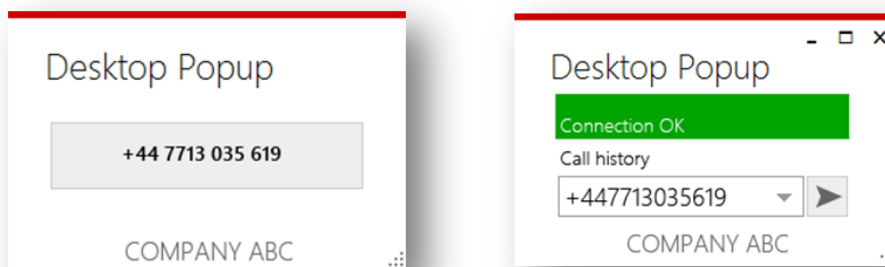 Desktop Popup
+44 7713 035 619
COMPANY ABC
Desktop Popup
Connection OK
Call history
+447713035619
COMPANY ABC